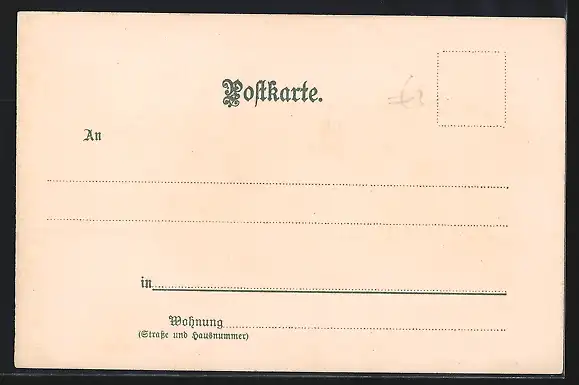 Postkarte.
An
in
Wohnung
(Straße und Hausnummer)